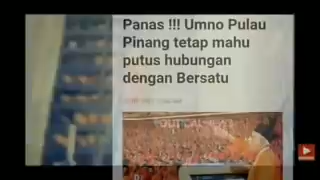 Panas !!! Umno Pulau
Pinang tetap mahu
putus hubungan
dengan Bersatu